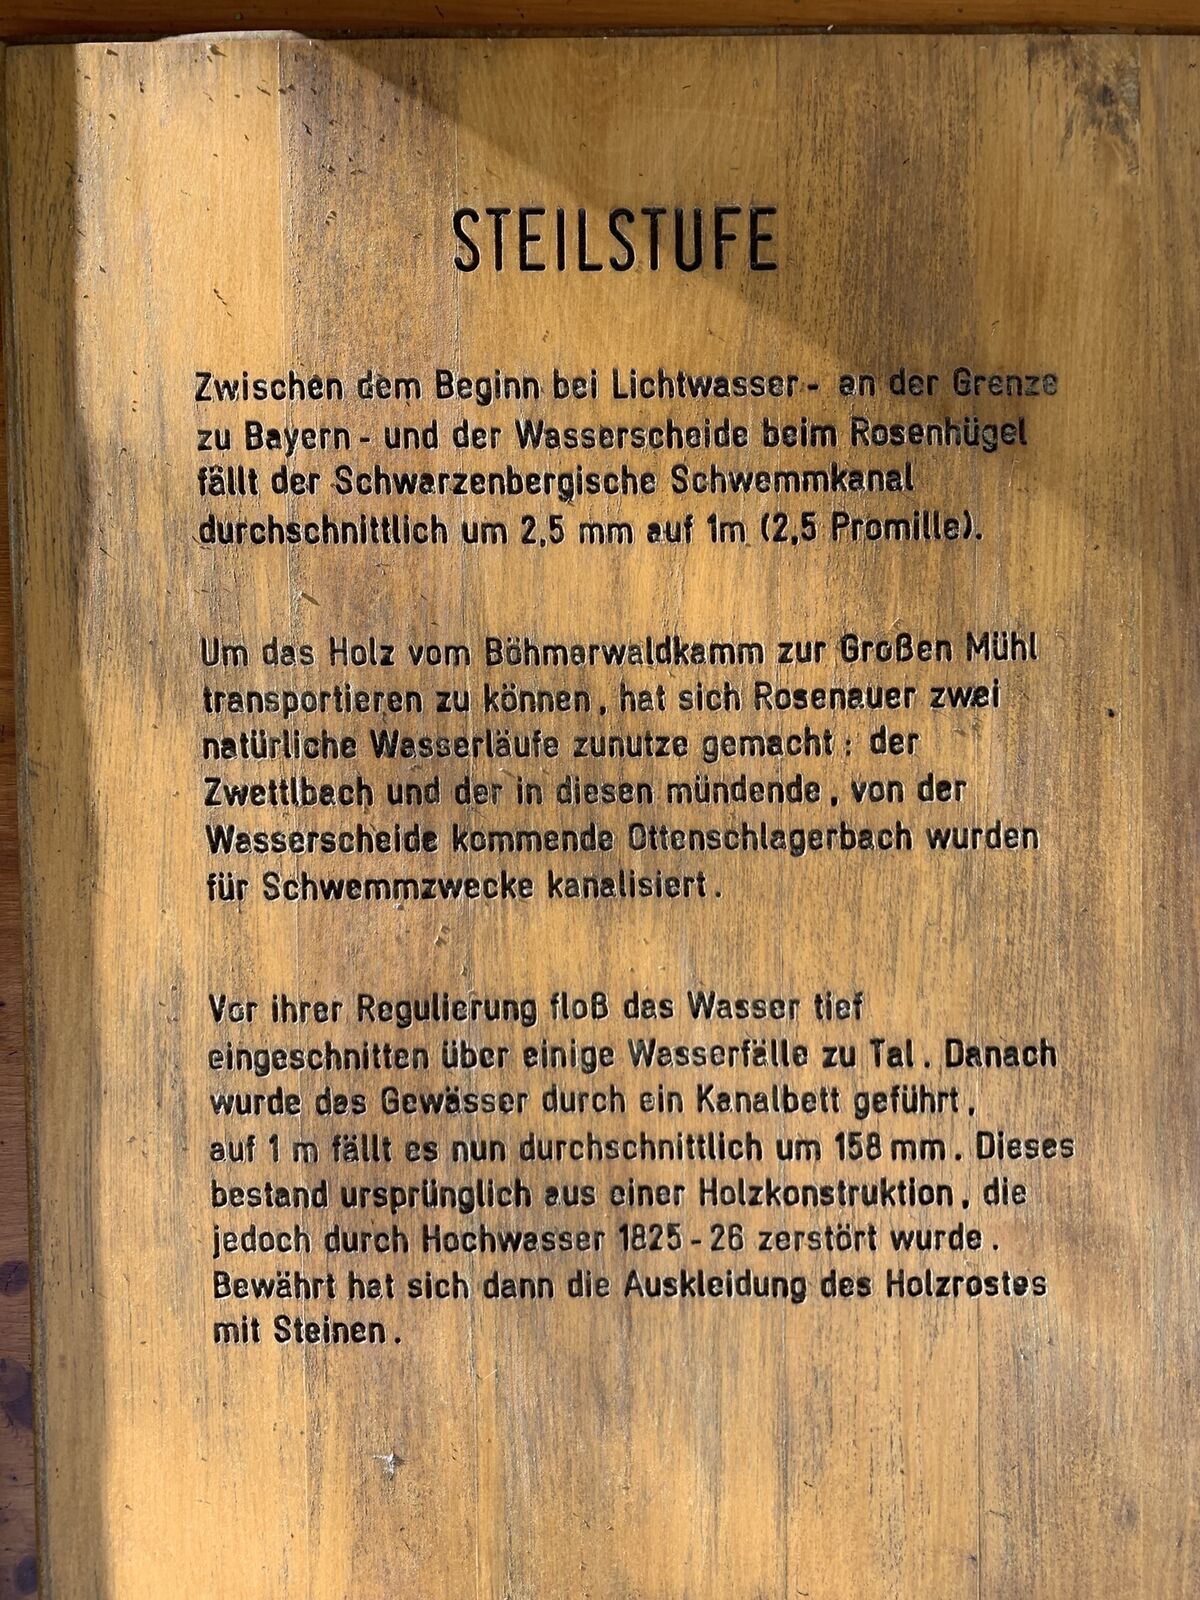 STEILSTUFE
Zwischen dem Beginn bei Lichtwasser - an der Grenze
zu Bayern - und der Wasserscheide beim Rosenhügel
fällt der Schwarzenbergische Schwemmkanal
durchschnittlich um 2,5 mm auf 1m (2,5 Promille).
Um das Holz vom Böhmerwaldkamm zur Großen Mühl
transportieren zu können, hat sich Rosenauer zwei
natürliche Wasserläufe zunutze gemacht: der
Zwettlbach und der in diesen mündende, von der
Wasserscheide kommende Ottenschlagerbach wurden
für Schwemmzwecke kanalisiert.
Vor ihrer Regulierung floß das Wasser tief
eingeschnitten über einige Wasserfälle zu Tal. Danach
wurde das Gewässer durch ein Kanalbett geführt,
auf 1 m fällt es nun durchschnittlich um 158 mm. Dieses
bestand ursprünglich aus einer Holzkonstruktion, die
jedoch durch Hochwasser 1825 - 26 zerstört wurde.
Bewährt hat sich dann die Auskleidung des Holzrostes
mit Steinen.